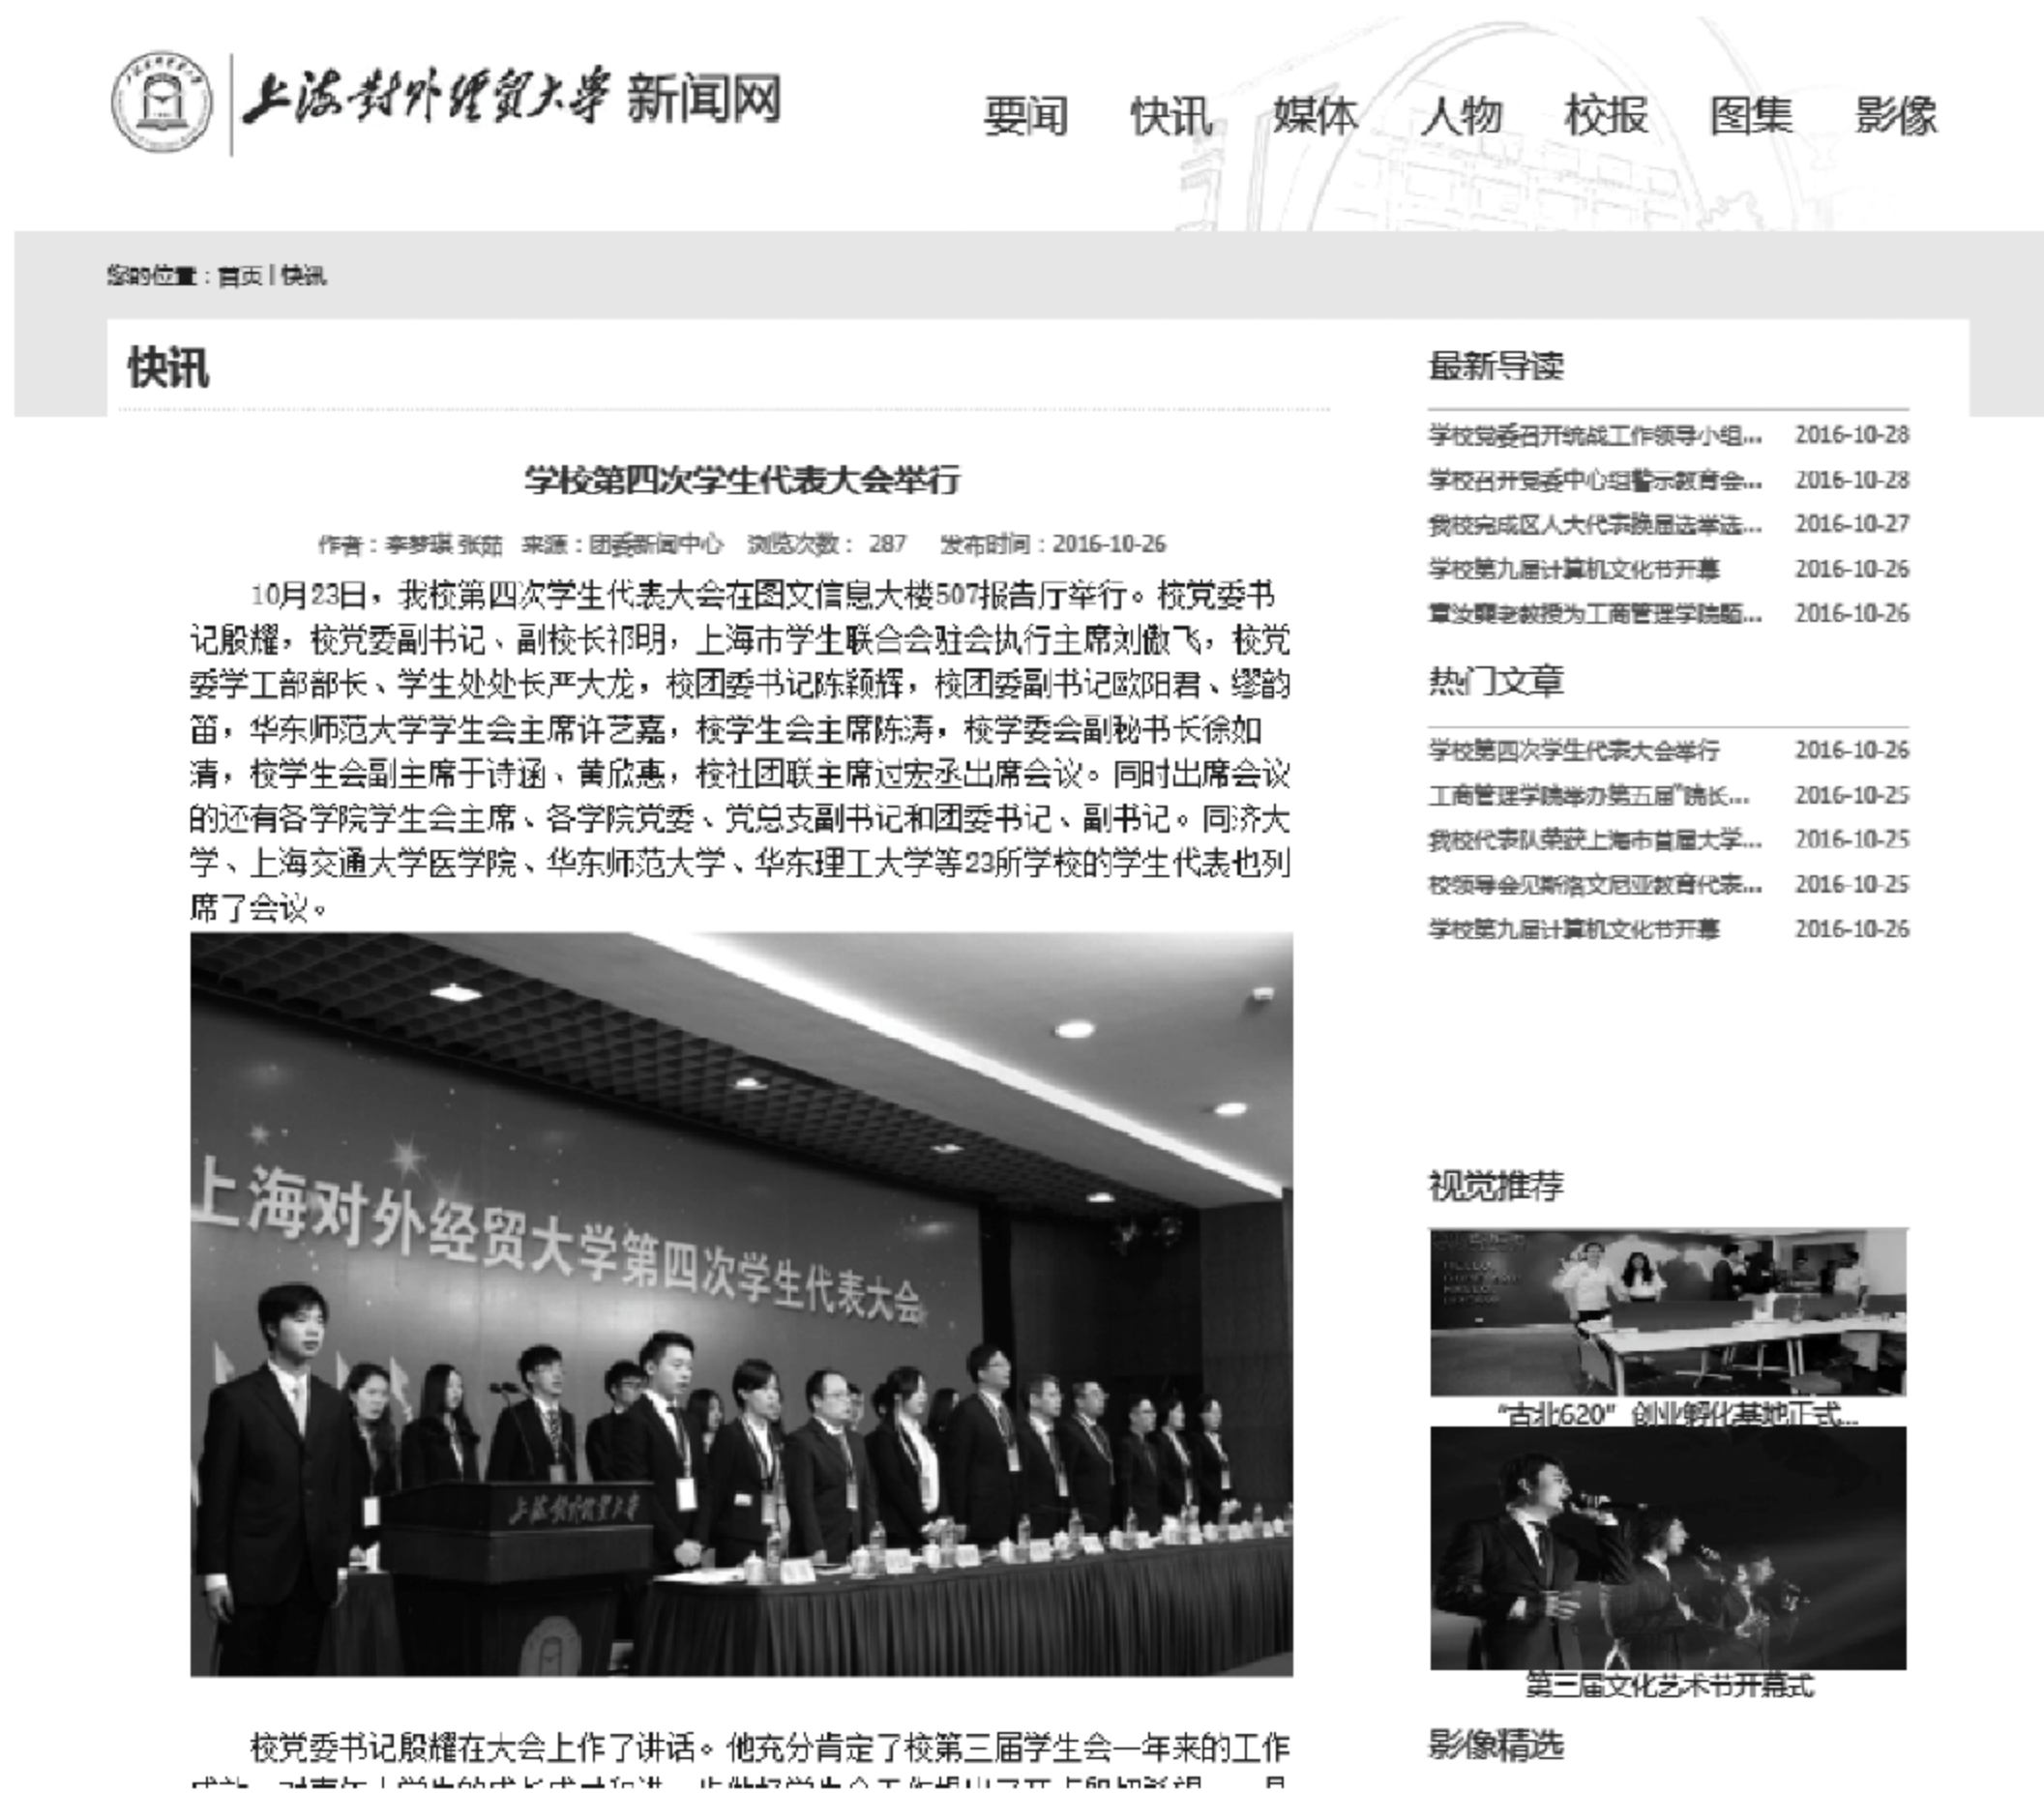 上海对外经贸大学 新闻网
要闻 快讯 媒体 人物 校报 图集 影像
您的位置：首页 | 快讯
快讯
学校第四次学生代表大会举行
作者：李梦琪 张茹 来源：团委新闻中心 浏览次数： 287 发布时间：2016-10-26
10月23日，我校第四次学生代表大会在图文信息大楼507报告厅举行。校党委书
记殷耀，校党委副书记、副校长祁明，上海市学生联合会驻会执行主席刘傲飞，校党
委学工部部长、学生处处长严大龙，校团委书记陈颖辉，校团委副书记欧阳君、缪韵
笛，华东师范大学学生会主席许艺嘉，校学生会主席陈涛，校学委会副秘书长徐如
清，校学生会副主席于诗涵、黄欣惠，校社团联主席过宏丞出席会议。同时出席会议
的还有各学院学生会主席、各学院党委、党总支副书记和团委书记、副书记。同济大
学、上海交通大学医学院、华东师范大学、华东理工大学等23所学校的学生代表也列
席了会议。
上海对外经贸大学第四次学生代表大会
上海对外经贸大学
校党委书记殷耀在大会上作了讲话。他充分肯定了校第三届学生会一年来的工作
最新导读
学校党委召开统战工作领导小组... 2016-10-28
学校召开党委中心组警示教育会... 2016-10-28
我校完成区人大代表换届选举选... 2016-10-27
学校第九届计算机文化节开幕 2016-10-26
章汝奭老教授为工商管理学院题... 2016-10-26
热门文章
学校第四次学生代表大会举行 2016-10-26
工商管理学院举办第五届"院长... 2016-10-25
我校代表队荣获上海市首届大学... 2016-10-25
校领导会见斯洛文尼亚教育代表... 2016-10-25
学校第九届计算机文化节开幕 2016-10-26
视觉推荐
“古北620”创业孵化基地正式...
第三届文化艺术节开幕式
影像精选